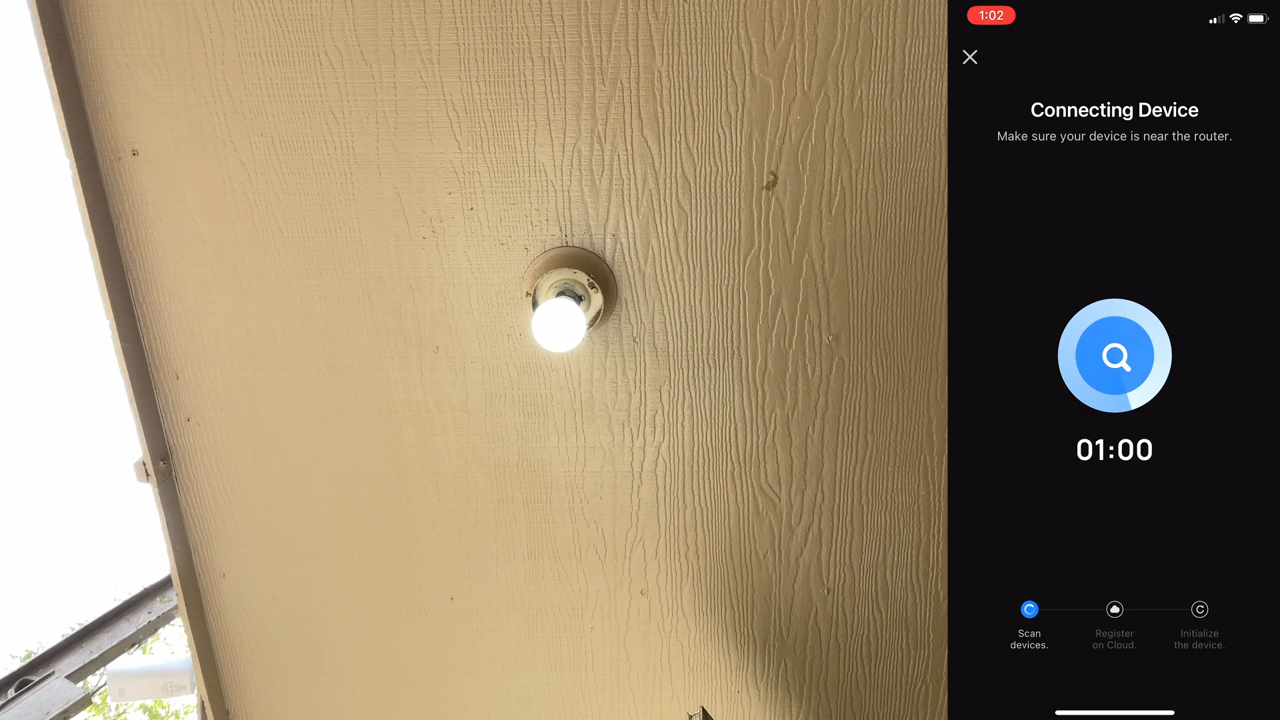 1:02
Connecting Device
Make sure your device is near the router.
01:00
Scan
devices.
Register
on Cloud.
Initialize
the device.